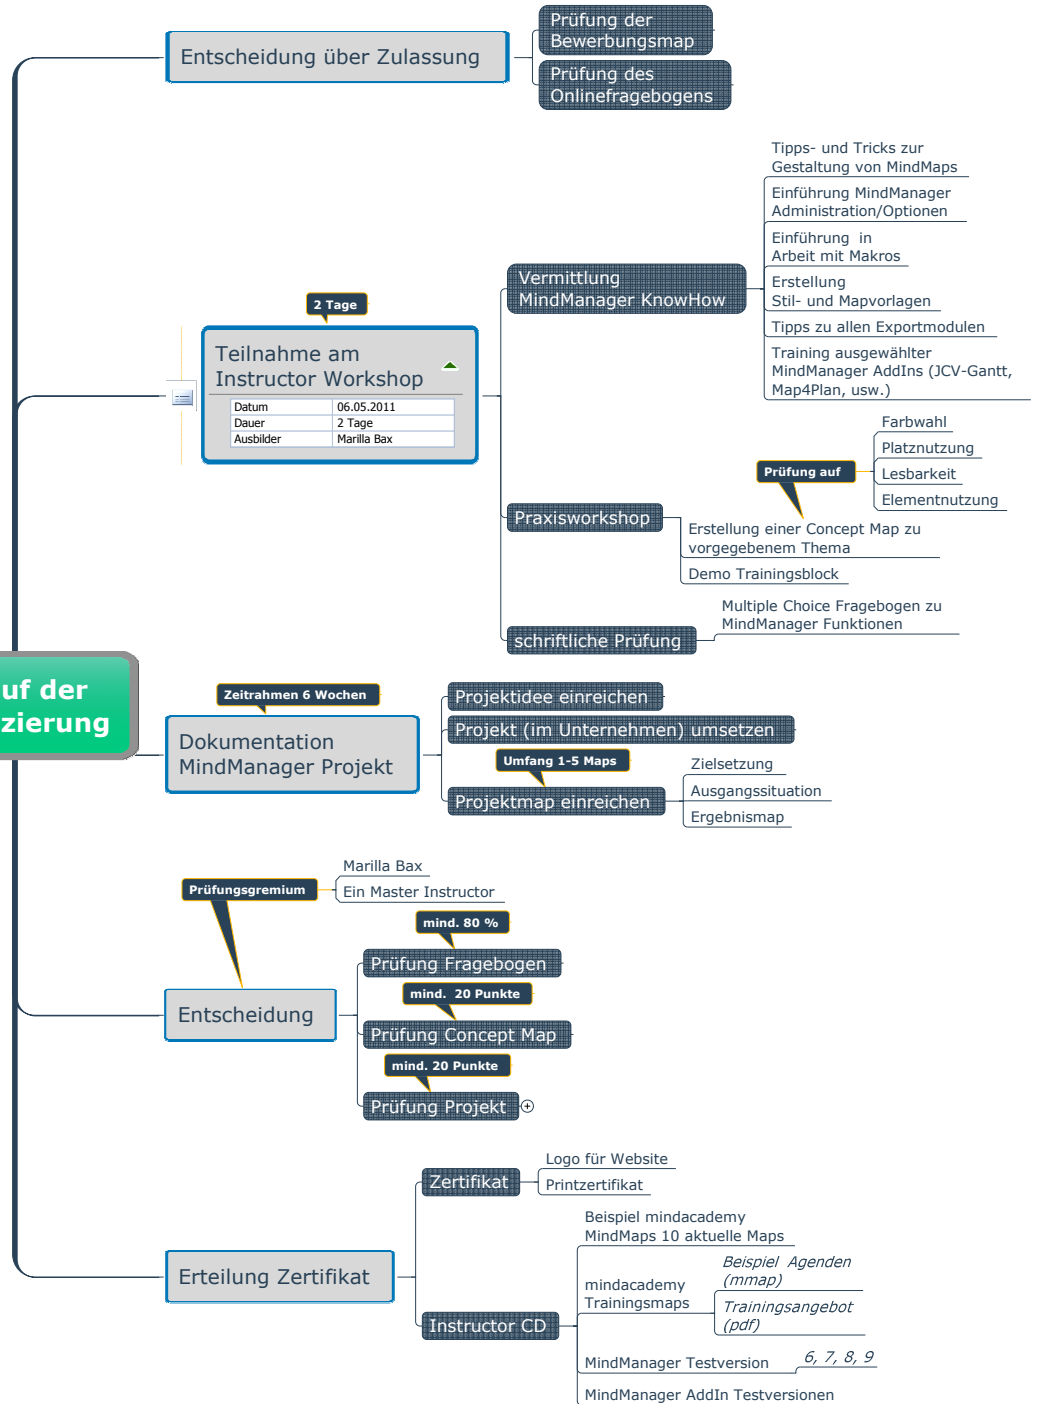 Entscheidung über Zulassung
Prüfung der
Bewerbungsmap
Prüfung des
Onlinefragebogens
2 Tage
Teilnahme am
Instructor Workshop
Datum 06.05.2011
Dauer 2 Tage
Ausbilder Marilla Bax
Vermittlung
MindManager KnowHow
Tipps- und Tricks zur
Gestaltung von MindMaps
Einführung MindManager
Administration/Optionen
Einführung in
Arbeit mit Makros
Erstellung
Stil- und Mapvorlagen
Tipps zu allen Exportmodulen
Training ausgewählter
MindManager AddIns (JCV-Gantt,
Map4Plan, usw.)
Praxisworkshop
Prüfung auf
Farbwahl
Platznutzung
Lesbarkeit
Elementnutzung
Erstellung einer Concept Map zu
vorgegebenem Thema
Demo Trainingsblock
schriftliche Prüfung
Multiple Choice Fragebogen zu
MindManager Funktionen
uf der
zierung
Zeitrahmen 6 Wochen
Dokumentation
MindManager Projekt
Projektidee einreichen
Projekt (im Unternehmen) umsetzen
Umfang 1-5 Maps
Projektmap einreichen
Zielsetzung
Ausgangssituation
Ergebnismap
Prüfungsgremium
Marilla Bax
Ein Master Instructor
Entscheidung
mind. 80 %
Prüfung Fragebogen
mind. 20 Punkte
Prüfung Concept Map
mind. 20 Punkte
Prüfung Projekt
Erteilung Zertifikat
Zertifikat
Logo für Website
Printzertifikat
Instructor CD
Beispiel mindacademy
MindMaps 10 aktuelle Maps
mindacademy
Trainingsmaps
Beispiel Agenden
(mmap)
Trainingsangebot
(pdf)
MindManager Testversion
6, 7, 8, 9
MindManager AddIn Testversionen